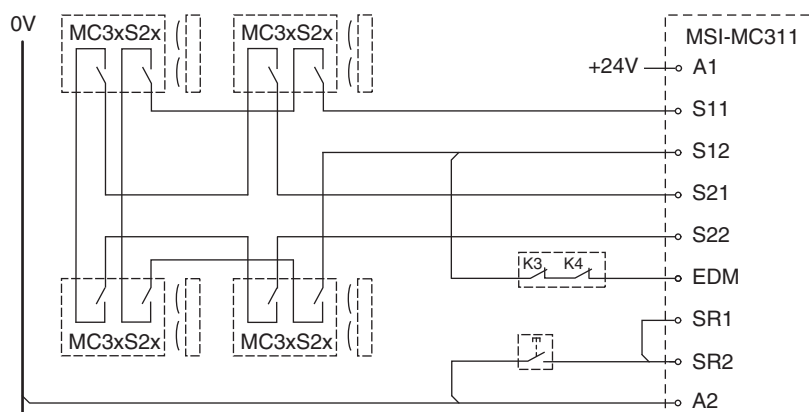 0V
MC3xS2x
MC3xS2x
MSI-MC311
+24V
A1
S11
S12
S21
S22
K3 K4
EDM
SR1
MC3xS2x
MC3xS2x
SR2
A2